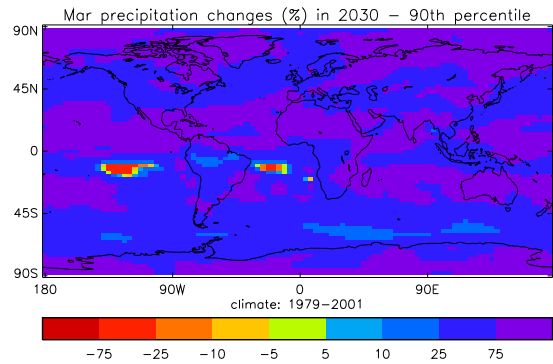 Mar precipitation changes (%) in 2030 - 90th percentile
90N
45N
0
45S
90S
180 90W 0 90E
climate: 1979-2001
-75 -25 -10 -5 5 10 25 75